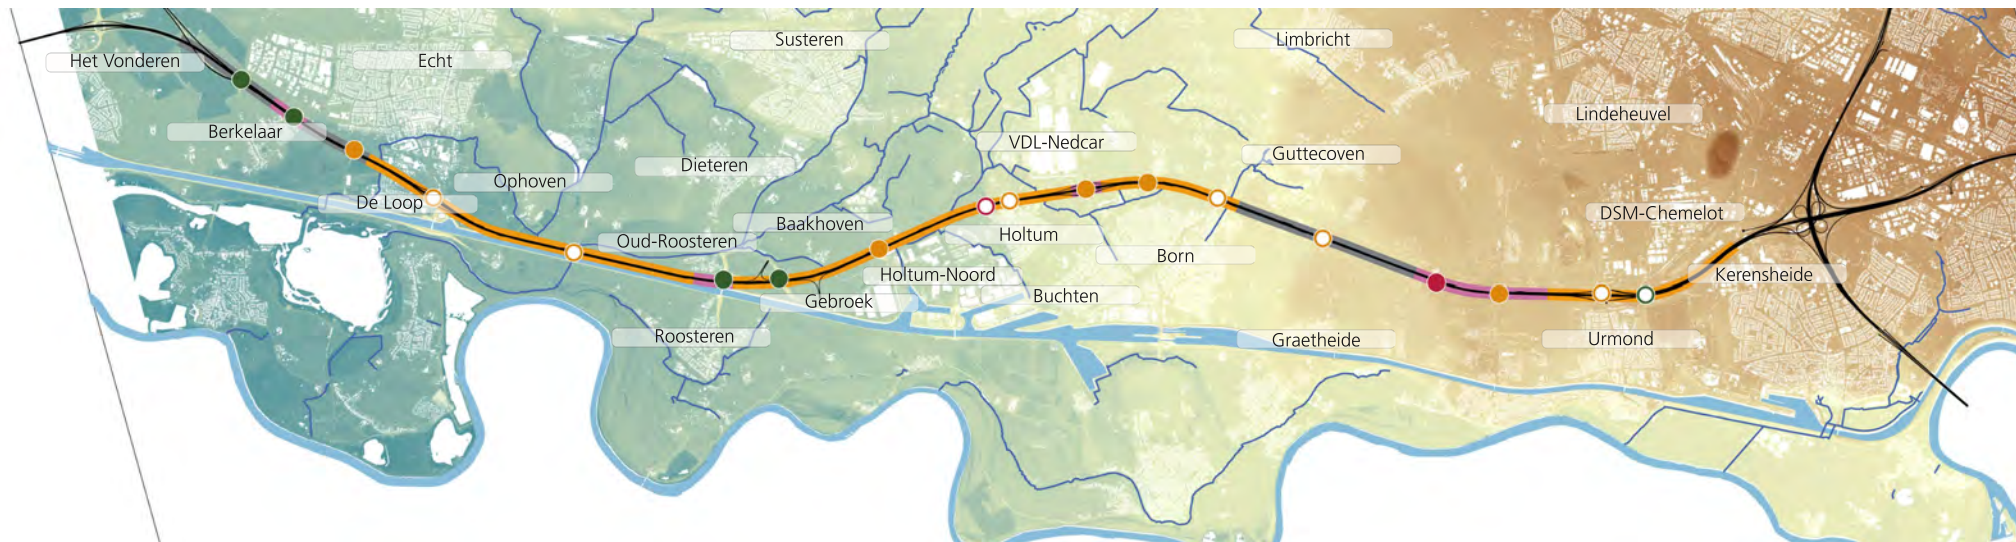 Susteren
Limbricht
Het Vonderen
Echt
Lindeheuvel
Berkelaar
VDL-Nedcar
Guttecoven
Dieteren
Ophoven
De Loop
DSM-Chemelot
Baakhoven
Holtum
Oud-Roosteren
Born
Holtum-Noord
Kerensheide
Buchten
Gebroek
Roosteren
Graetheide
Urmond